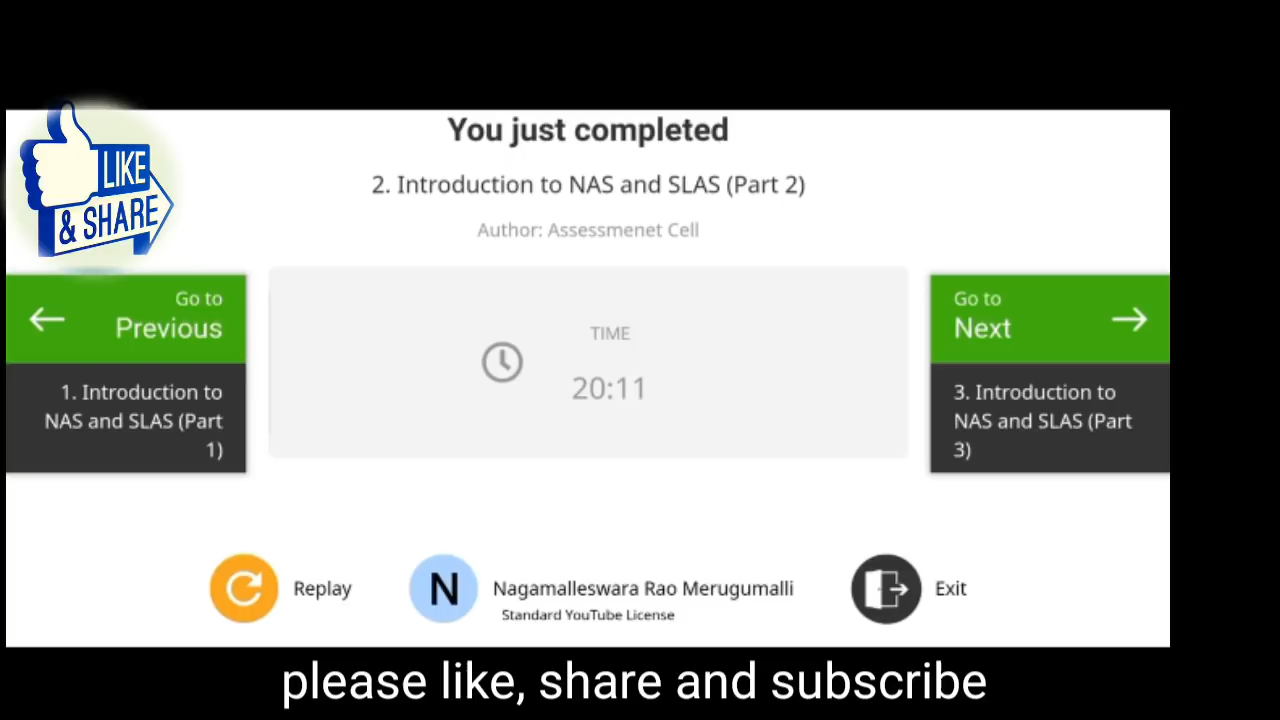 LIKE
& SHARE
You just completed
2. Introduction to NAS and SLAS (Part 2)
Author: Assessmenet Cell
Go to
Previous
1. Introduction to
NAS and SLAS (Part
1)
TIME
20:11
Go to
Next
3. Introduction to
NAS and SLAS (Part
3)
Replay
N
Nagamalleswara Rao Merugumalli
Standard YouTube License
Exit
please like, share and subscribe